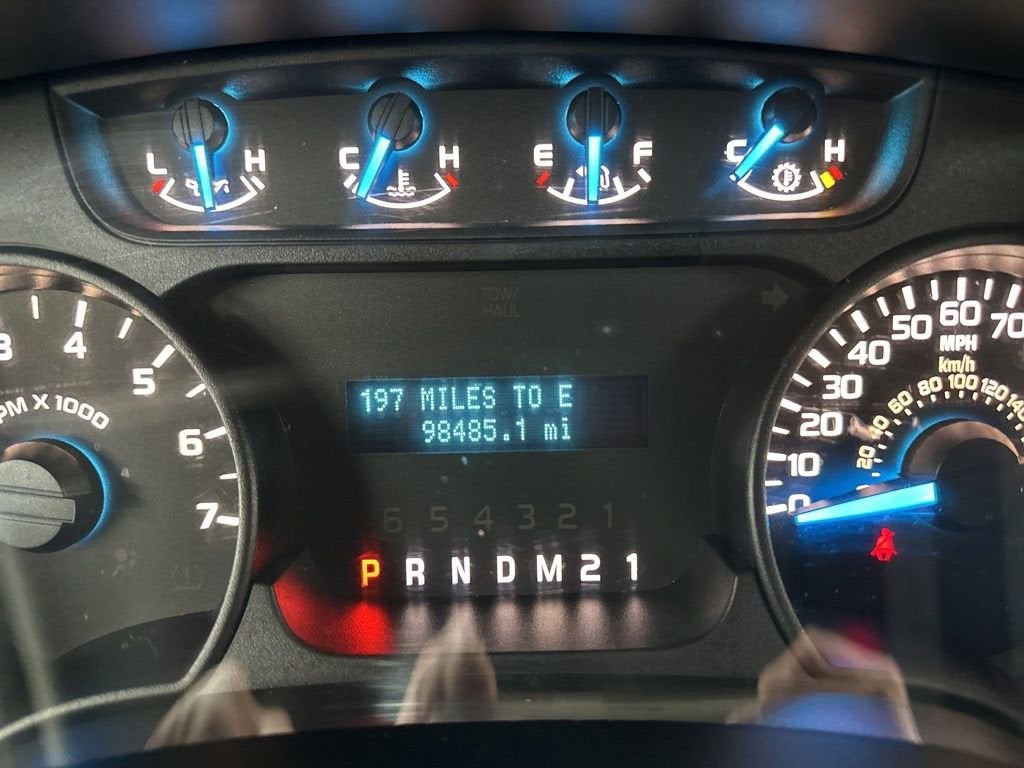 L H C H E F C H
TOW/
HAUL
3 4 5 6 7
RPM X 1000
197 MILES TO E
98485.1 mi
6 5 4 3 2 1
P R N D M 2 1
0 10 20 30 40 50 60 70
MPH
km/h
20 40 60 80 100 120 140